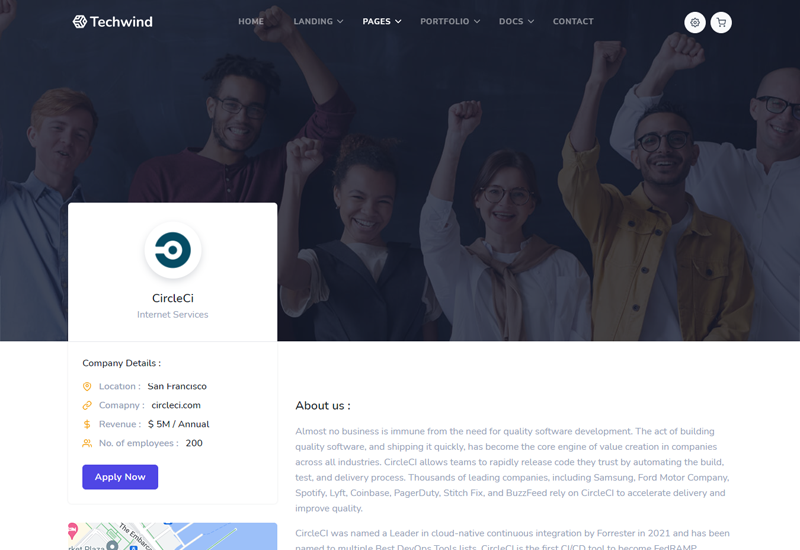 Techwind
HOME
LANDING
PAGES
PORTFOLIO
DOCS
CONTACT
CircleCi
Internet Services
Company Details :
Location : San Francisco
Comapny : circleci.com
Revenue : $ 5M / Annual
No. of employees : 200
Apply Now
About us :
Almost no business is immune from the need for quality software development. The act of building
quality software, and shipping it quickly, has become the core engine of value creation in companies
across all industries. CircleCI allows teams to rapidly release code they trust by automating the build,
test, and delivery process. Thousands of leading companies, including Samsung, Ford Motor Company,
Spotify, Lyft, Coinbase, PagerDuty, Stitch Fix, and BuzzFeed rely on CircleCI to accelerate delivery and
improve quality.
CircleCI was named a Leader in cloud-native continuous integration by Forrester in 2021 and has been
named to multiple Best DevOps Tools lists. CircleCI is the first CI/CD tool to become FedRAMP